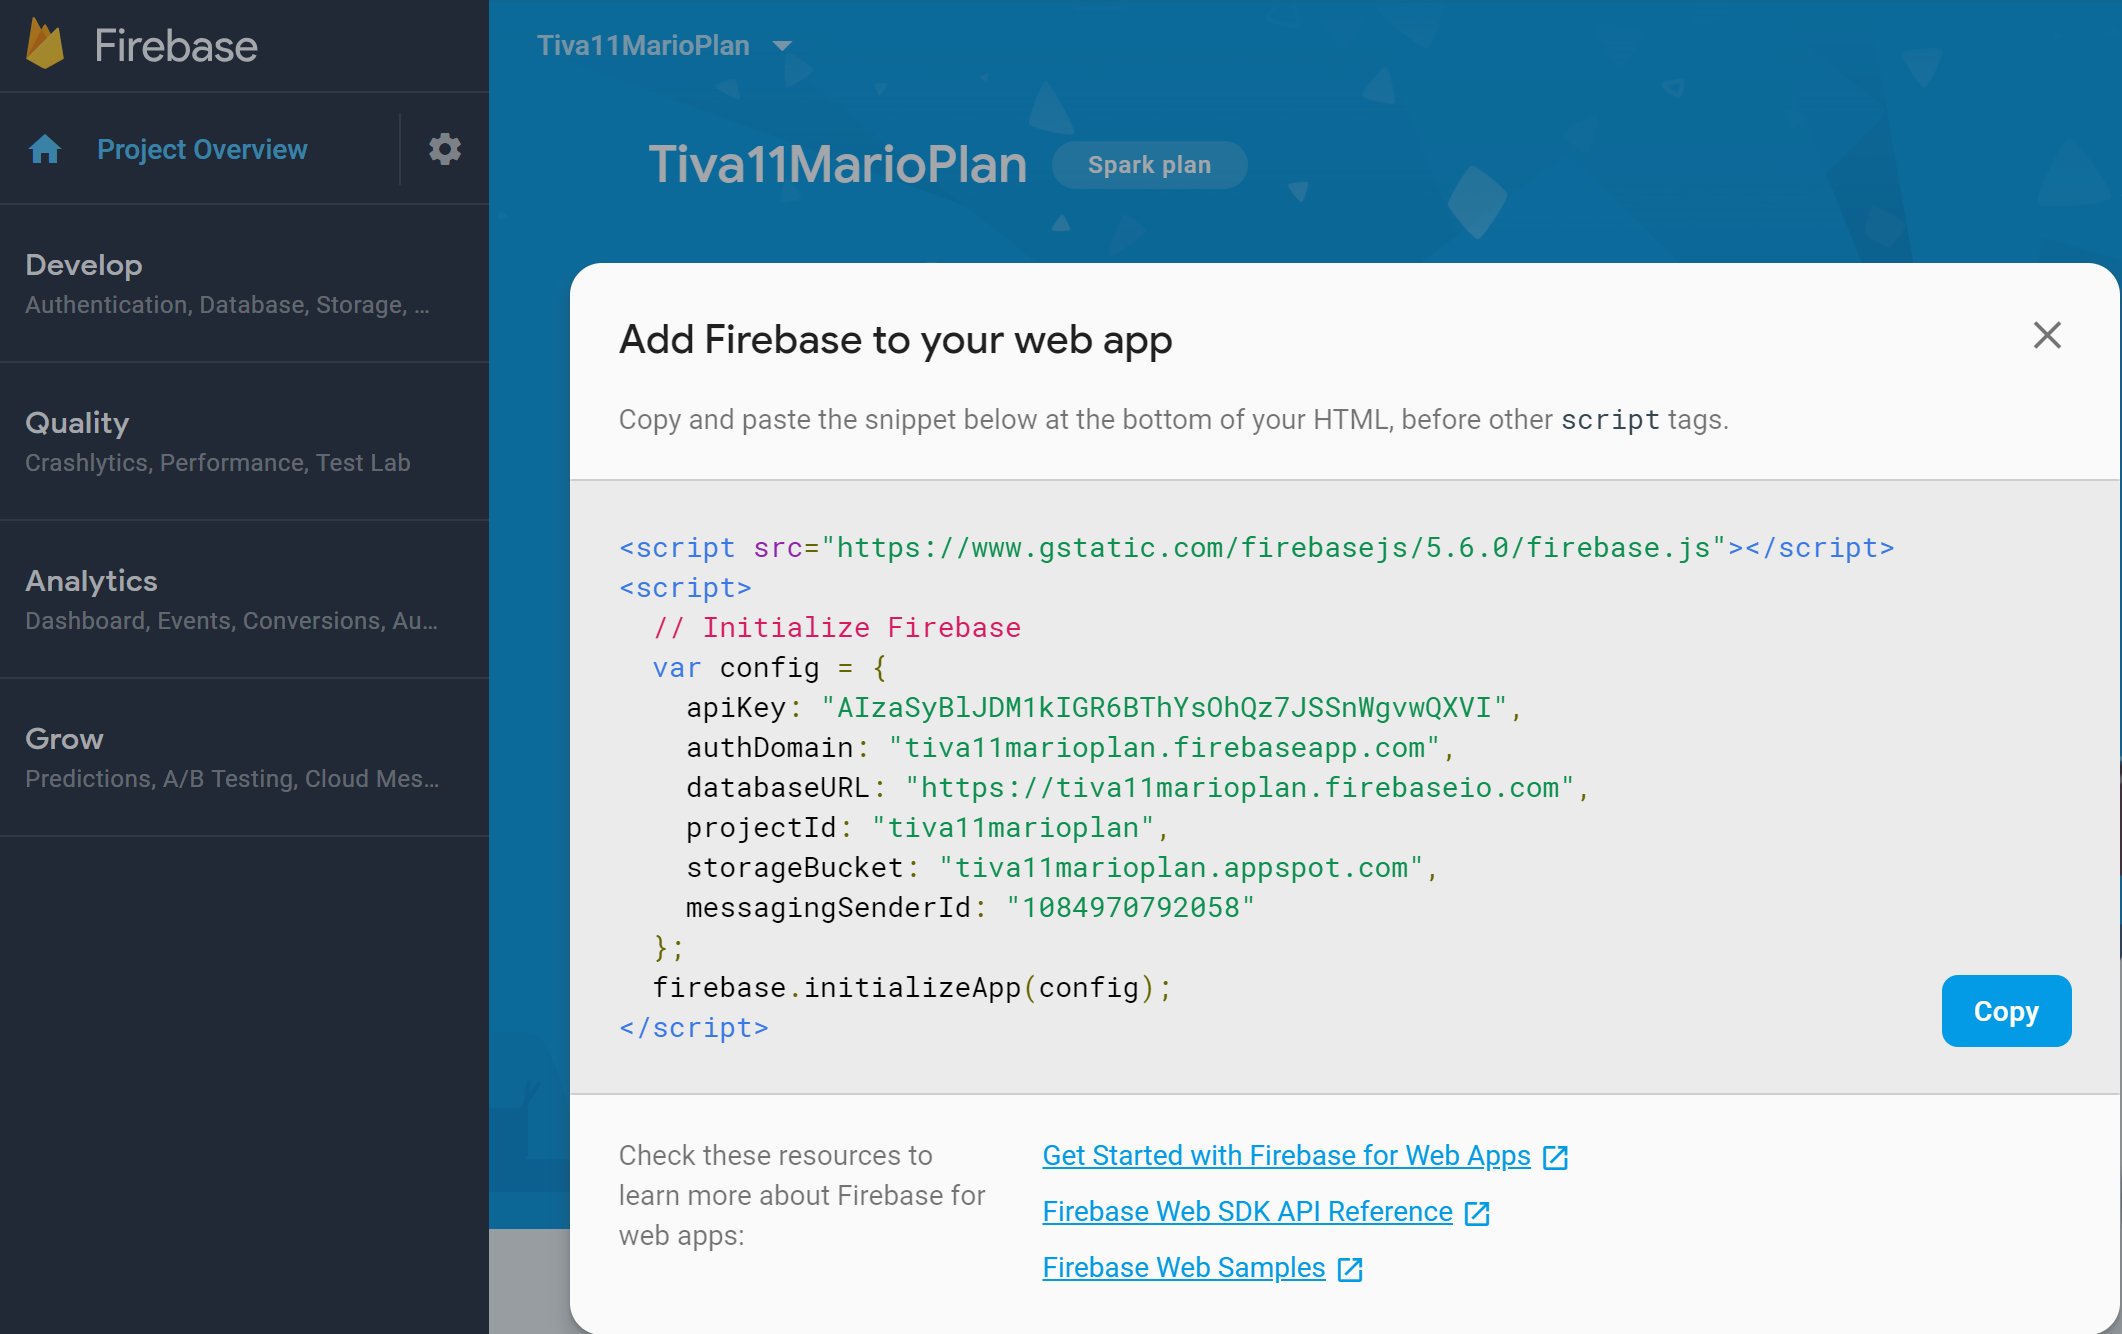 Firebase
Project Overview
Develop
Authentication, Database, Storage, ...
Quality
Crashlytics, Performance, Test Lab
Analytics
Dashboard, Events, Conversions, Au...
Grow
Predictions, A/B Testing, Cloud Mes...
Tiva11MarioPlan
Tiva11MarioPlan Spark plan
Add Firebase to your web app
Copy and paste the snippet below at the bottom of your HTML, before other script tags.
<script src="https://www.gstatic.com/firebasejs/5.6.0/firebase.js"></script>
<script>
// Initialize Firebase
var config = {
apiKey: "AIzaSyBlJDM1kIGR6BThYsOhQz7JSSnWgvwQXVI",
authDomain: "tiva11marioplan.firebaseapp.com",
databaseURL: "https://tiva11marioplan.firebaseio.com",
projectId: "tiva11marioplan",
storageBucket: "tiva11marioplan.appspot.com",
messagingSenderId: "1084970792058"
};
firebase.initializeApp(config);
</script>
Copy
Check these resources to
learn more about Firebase for
web apps:
Get Started with Firebase for Web Apps
Firebase Web SDK API Reference
Firebase Web Samples